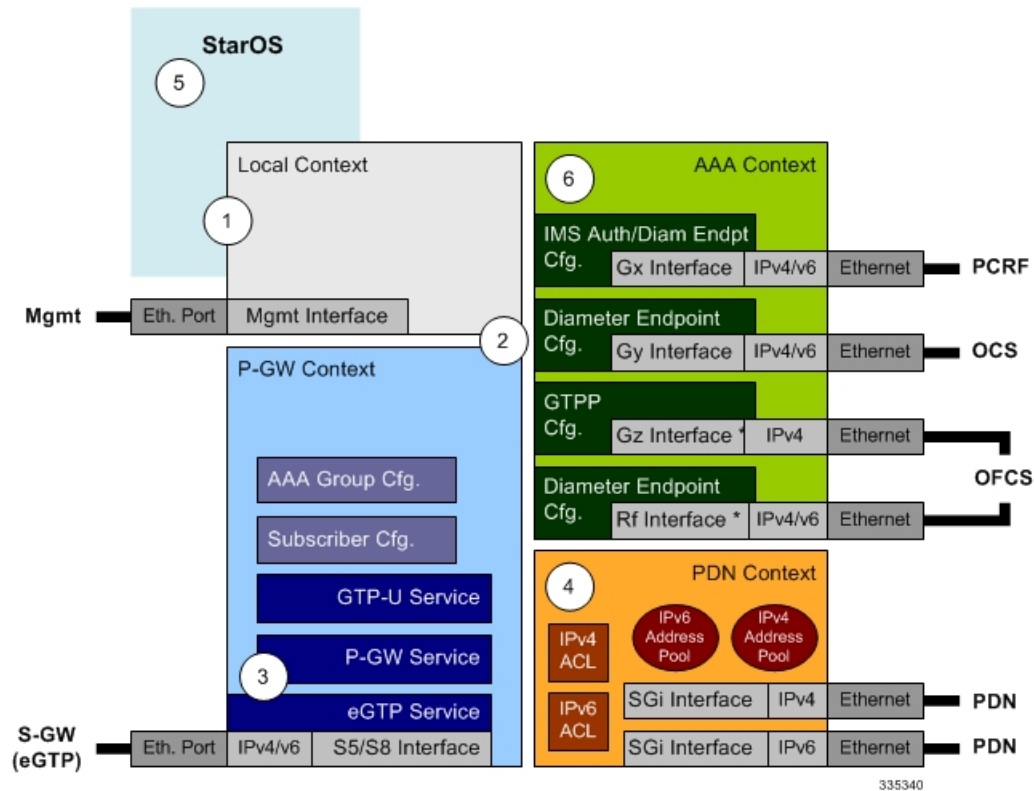 StarOS
5
Local Context
1
Mgmt
Eth. Port
Mgmt Interface
2
P-GW Context
AAA Group Cfg.
Subscriber Cfg.
GTP-U Service
P-GW Service
3
eGTP Service
S-GW
(eGTP)
Eth. Port
IPv4/v6
S5/S8 Interface
6
AAA Context
IMS Auth/Diam Endpt
Cfg.
Gx Interface
IPv4/v6
Ethernet
PCRF
Diameter Endpoint
Cfg.
Gy Interface
IPv4/v6
Ethernet
OCS
GTPP
Cfg.
Gz Interface *
IPv4
Ethernet
OFCS
Diameter Endpoint
Cfg.
Rf Interface *
IPv4/v6
Ethernet
PDN Context
4
IPv6
Address
Pool
IPv4
Address
Pool
IPv4
ACL
IPv6
ACL
SGi Interface
IPv4
Ethernet
PDN
SGi Interface
IPv6
Ethernet
PDN
335340